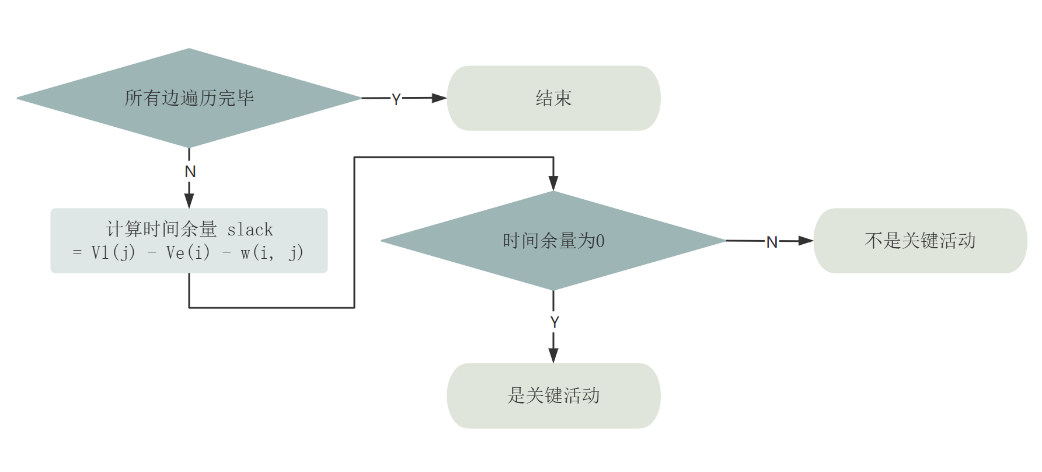 所有边遍历完毕
Y
结束
N
计算时间余量 slack
= Vl(j) - Ve(i) - w(i, j)
时间余量为0
N
不是关键活动
Y
是关键活动